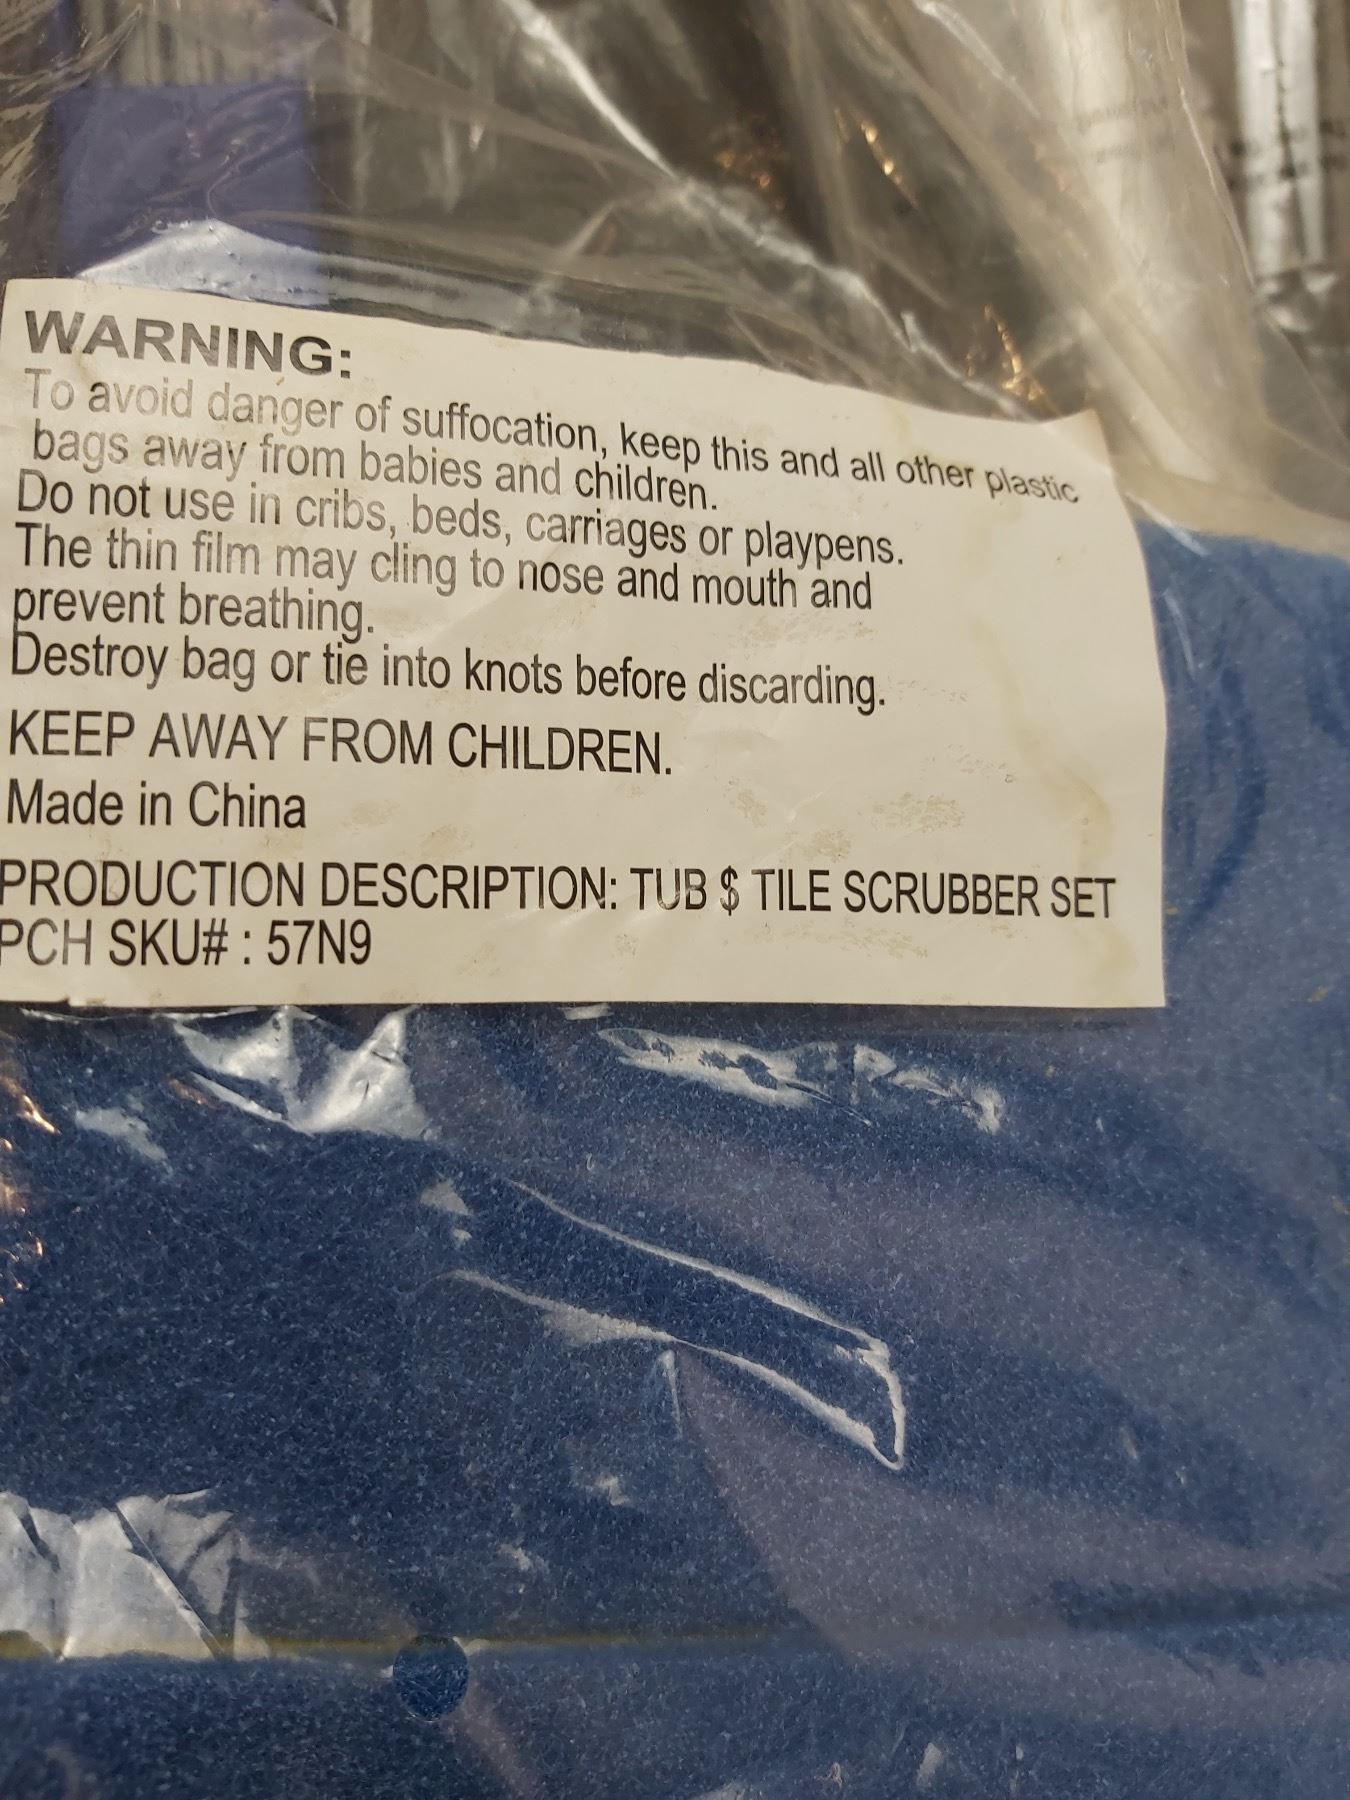 WARNING:
To avoid danger of suffocation, keep this and all other plastic
bags away from babies and children.
Do not use in cribs, beds, carriages or playpens.
The thin film may cling to nose and mouth and
prevent breathing.
Destroy bag or tie into knots before discarding.
KEEP AWAY FROM CHILDREN.
Made in China
PRODUCTION DESCRIPTION: TUB $ TILE SCRUBBER SET
PCH SKU# : 57N9